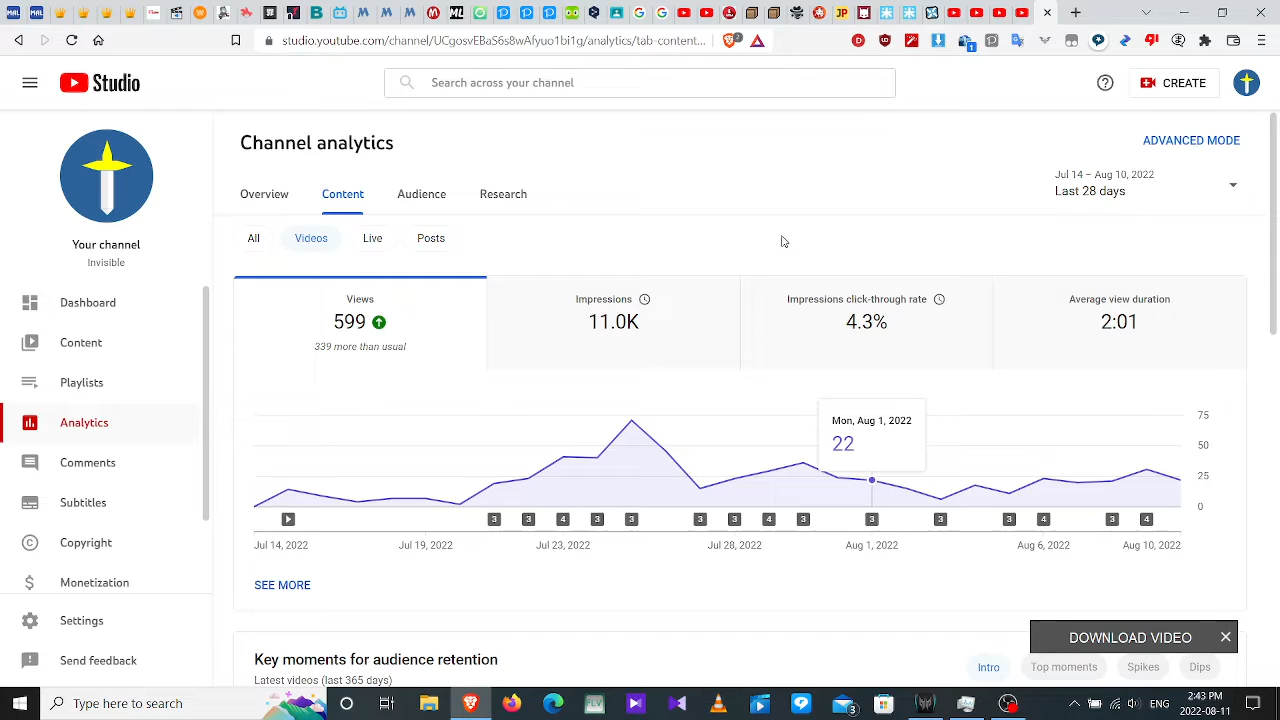 studio.youtube.com/channel/UCgosvEBaS6s8wAfyuo1bi1g/analytics/tab-content...
Studio
Search across your channel
CREATE
Channel analytics
ADVANCED MODE
Jul 14 – Aug 10, 2022
Last 28 days
Overview
Content
Audience
Research
All
Videos
Live
Posts
Your channel
Invisible
Dashboard
Content
Playlists
Analytics
Comments
Subtitles
Copyright
Monetization
Settings
Send feedback
Views
599
339 more than usual
Impressions
11.0K
Impressions click-through rate
4.3%
Average view duration
2:01
Mon, Aug 1, 2022
22
75
50
25
0
3 3 4 3 3 3 3 4 3 3 3 3 4 3 4
Jul 14, 2022 Jul 19, 2022 Jul 23, 2022 Jul 28, 2022 Aug 1, 2022 Aug 6, 2022 Aug 10, 2022
SEE MORE
DOWNLOAD VIDEO
Key moments for audience retention
Latest videos (last 365 days)
Intro
Top moments
Spikes
Dips
Type here to search
2:43 PM
2022-08-11